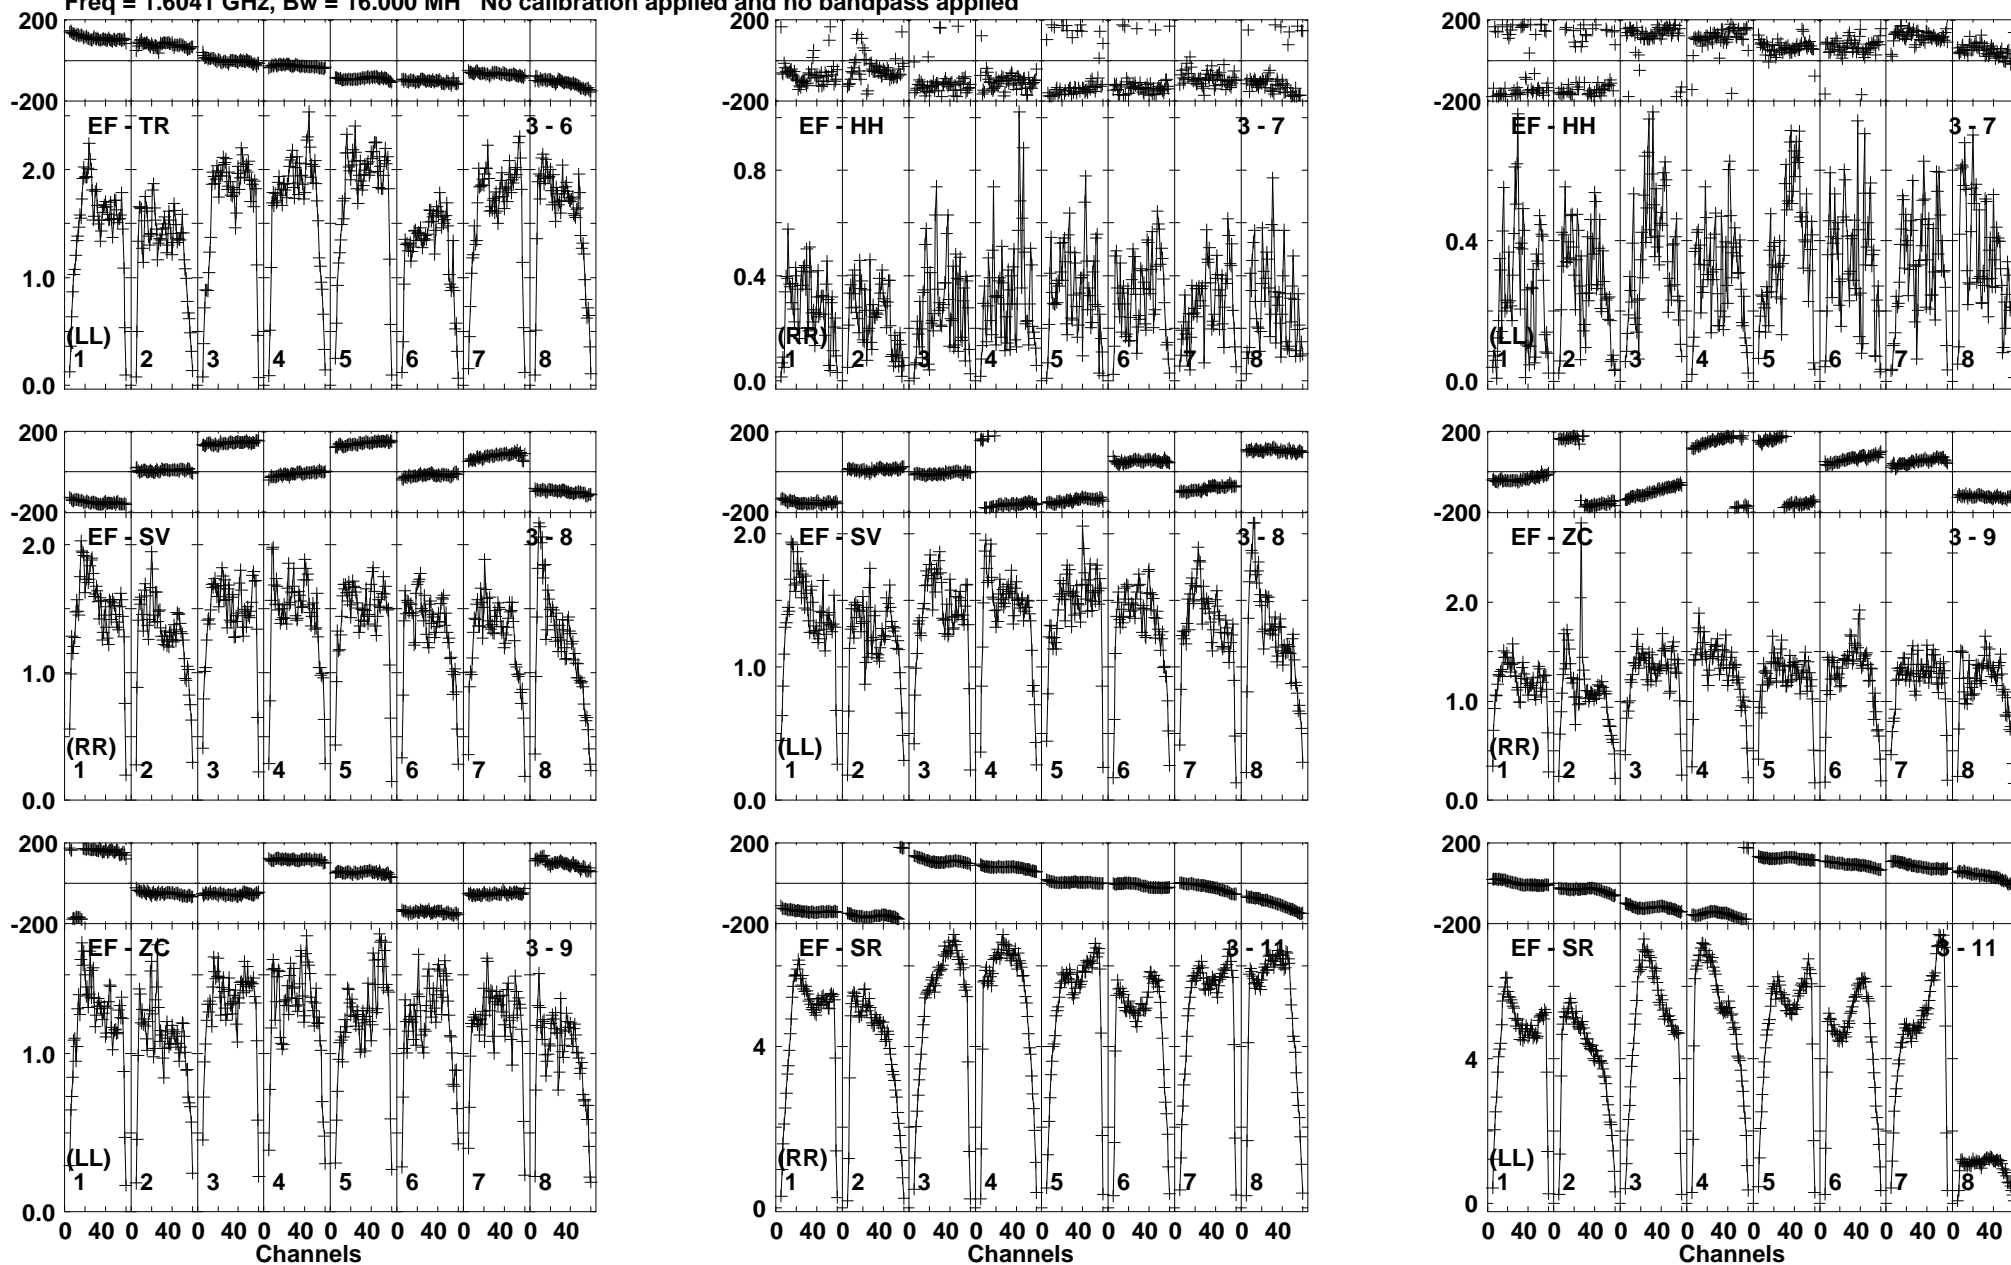 Freq = 1.6041 GHz, Bw = 16.000 MH No calibration applied and no bandpass applied
200
-200
EF - TR 3 - 6
2.0
1.0
0.0
(LL)
1 2 3 4 5 6 7 8
200
-200
EF - HH 3 - 7
0.8
0.4
0.0
(RR)
1 2 3 4 5 6 7 8
200
-200
EF - HH 3 - 7
0.4
0.0
(LL)
1 2 3 4 5 6 7 8
200
-200
EF - SV 3 - 8
2.0
1.0
0.0
(RR)
1 2 3 4 5 6 7 8
200
-200
EF - SV 3 - 8
2.0
1.0
0.0
(LL)
1 2 3 4 5 6 7 8
200
-200
EF - ZC 3 - 9
2.0
1.0
0.0
(RR)
1 2 3 4 5 6 7 8
200
-200
EF - ZC 3 - 9
1.0
0.0
(LL)
1 2 3 4 5 6 7 8
0 40 0 40 0 40 0 40 0 40 0 40 0 40 0 40
Channels
200
-200
EF - SR 3 - 11
4
2
0
(RR)
1 2 3 4 5 6 7 8
0 40 0 40 0 40 0 40 0 40 0 40 0 40 0 40
Channels
200
-200
EF - SR 3 - 11
4
0
(LL)
1 2 3 4 5 6 7 8
0 40 0 40 0 40 0 40 0 40 0 40 0 40 0 40
Channels